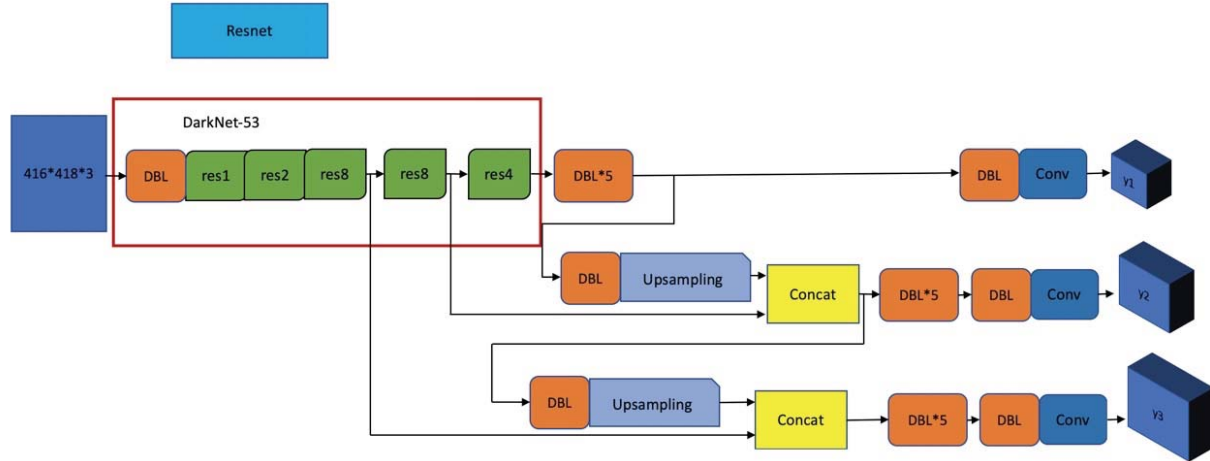 Resnet
DarkNet-53
416*418*3
DBL
res1
res2
res8
res8
res4
DBL*5
DBL
Conv
y1
DBL
Upsampling
Concat
DBL*5
DBL
Conv
y2
DBL
Upsampling
Concat
DBL*5
DBL
Conv
y3